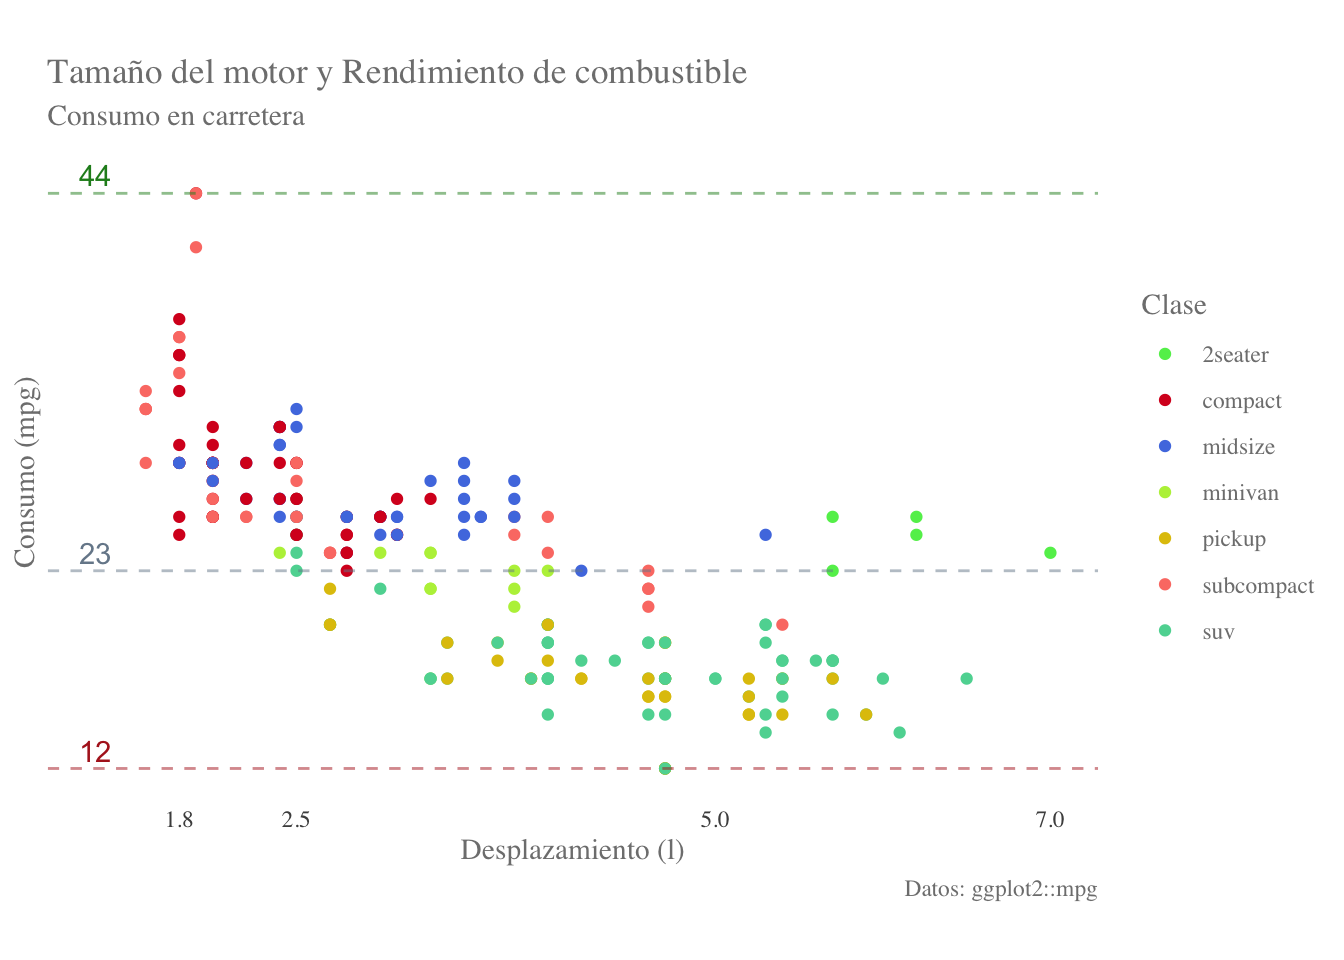 Tamaño del motor y Rendimiento de combustible
Consumo en carretera
44
23
12
Consumo (mpg)
1.8 2.5 5.0 7.0
Desplazamiento (l)
Datos: ggplot2::mpg
Clase
2seater
compact
midsize
minivan
pickup
subcompact
suv